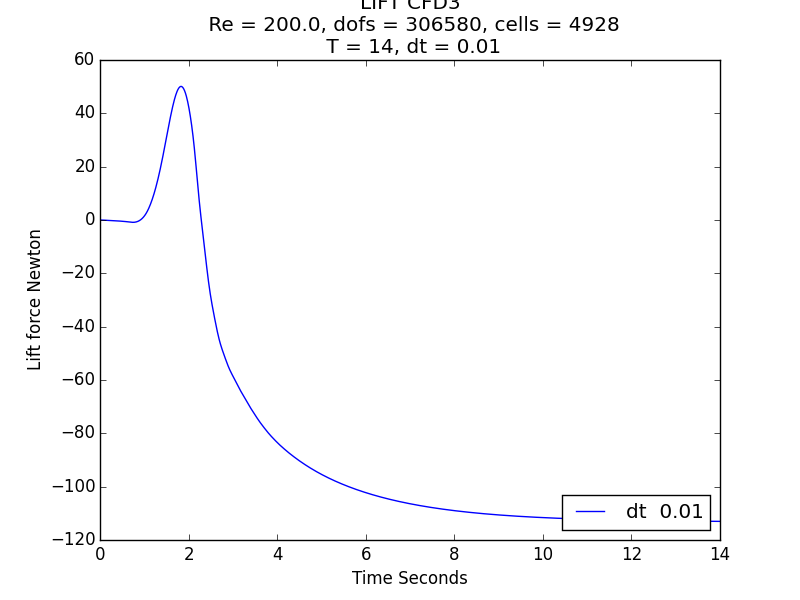 LIFT CFD3
Re = 200.0, dofs = 306580, cells = 4928
T = 14, dt = 0.01
60
40
20
0
−20
−40
−60
−80
−100
−120
Lift force Newton
dt 0.01
0 2 4 6 8 10 12 14
Time Seconds